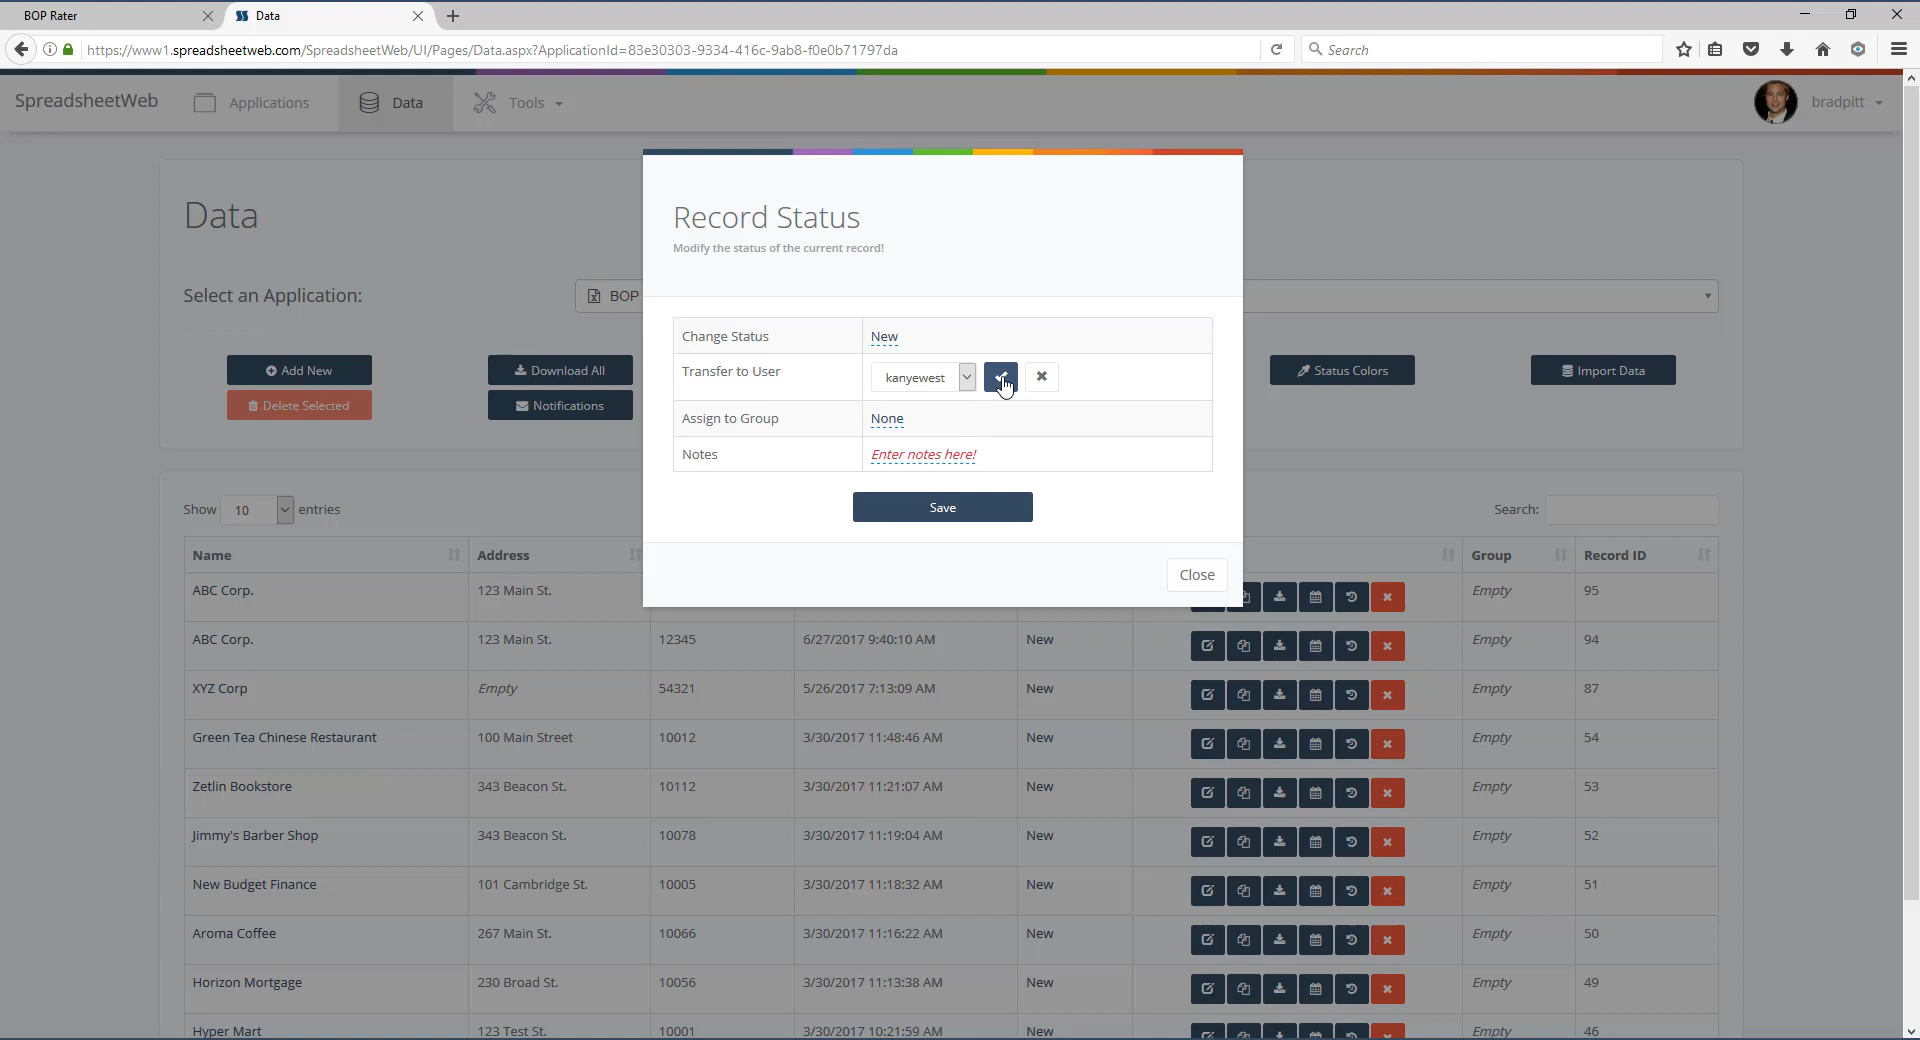 BOP Rater
Data
https://www1.spreadsheetweb.com/SpreadsheetWeb/UI/Pages/Data.aspx?ApplicationId=83e30303-9334-416c-9ab8-f0e0b71797da
Search
SpreadsheetWeb
Applications
Data
Tools
bradpitt
Data
Select an Application:
BOP
Add New
Download All
Status Colors
Import Data
Delete Selected
Notifications
Record Status
Modify the status of the current record!
Change Status New
Transfer to User kanyewest
Assign to Group None
Notes Enter notes here!
Save
Close
Show 10 entries
Search:
Name Address Group Record ID
ABC Corp. 123 Main St. Empty 95
ABC Corp. 123 Main St. 12345 6/27/2017 9:40:10 AM New Empty 94
XYZ Corp Empty 54321 5/26/2017 7:13:09 AM New Empty 87
Green Tea Chinese Restaurant 100 Main Street 10012 3/30/2017 11:48:46 AM New Empty 54
Zetlin Bookstore 343 Beacon St. 10112 3/30/2017 11:21:07 AM New Empty 53
Jimmy's Barber Shop 343 Beacon St. 10078 3/30/2017 11:19:04 AM New Empty 52
New Budget Finance 101 Cambridge St. 10005 3/30/2017 11:18:32 AM New Empty 51
Aroma Coffee 267 Main St. 10066 3/30/2017 11:16:22 AM New Empty 50
Horizon Mortgage 230 Broad St. 10056 3/30/2017 11:13:38 AM New Empty 49
Hyper Mart 123 Test St. 10001 3/30/2017 10:21:59 AM New Empty 46